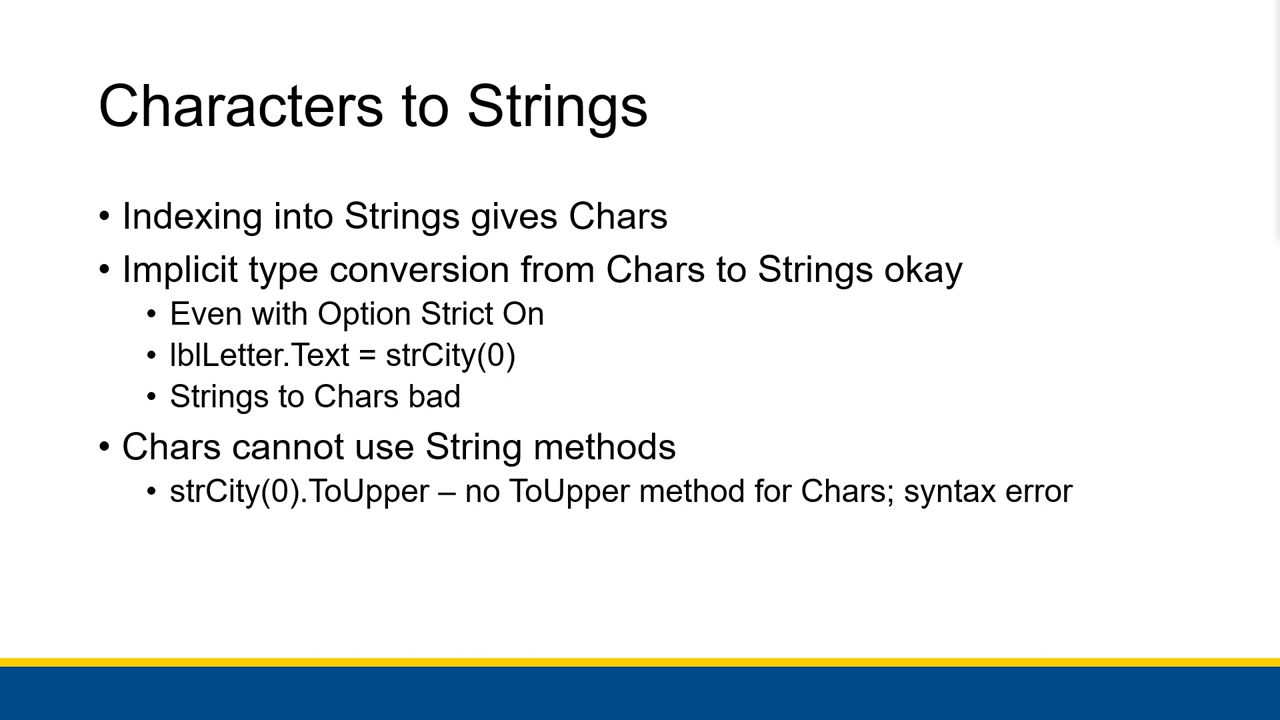 Characters to Strings
• Indexing into Strings gives Chars
• Implicit type conversion from Chars to Strings okay
• Even with Option Strict On
• lblLetter.Text = strCity(0)
• Strings to Chars bad
• Chars cannot use String methods
• strCity(0).ToUpper – no ToUpper method for Chars; syntax error